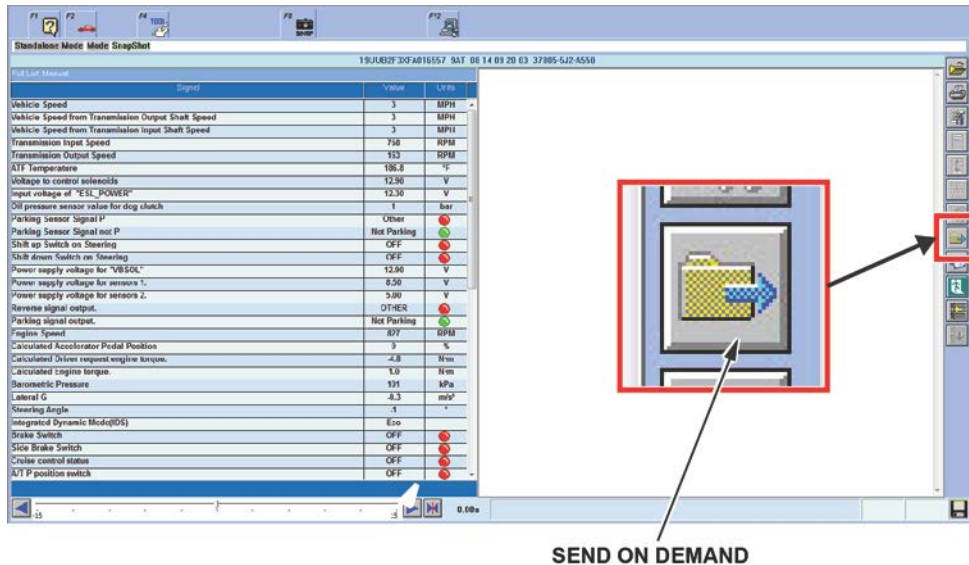 F1 F2 F4 TOOL F8 SNAP F12
Standalone Mode Mode SnapShot
19UUB2F3XFA016557 9AT 08 14 09 20 03 37805-5J2-A550
Full List Manual
Signal Value Units
Vehicle Speed 3 MPH
Vehicle Speed from Transmission Output Shaft Speed 3 MPH
Vehicle Speed from Transmission Input Shaft Speed 3 MPH
Transmission Input Speed 750 RPM
Transmission Output Speed 153 RPM
ATF Temperature 186.8 °F
Voltage to control solenoids 12.90 V
Input voltage of "ESL_POWER" 12.30 V
Oil pressure sensor value for dog clutch 1 bar
Parking Sensor Signal P Other
Parking Sensor Signal not P Not Parking
Shift up Switch on Steering OFF
Shift down Switch on Steering OFF
Power supply voltage for "VBSOL" 12.90 V
Power supply voltage for sensors 1. 8.50 V
Power supply voltage for sensors 2. 5.00 V
Reverse signal output. OTHER
Parking signal output. Not Parking
Engine Speed 827 RPM
Calculated Accelerator Pedal Position 0 %
Calculated Driver request engine torque. -4.8 N·m
Calculated Engine torque. 1.0 N·m
Barometric Pressure 101 kPa
Lateral G -0.3 m/s²
Steering Angle .1 °
Integrated Dynamic Mode(IDS) Eco
Brake Switch OFF
Side Brake Switch OFF
Cruise control status OFF
A/T P position switch OFF
-15 :5 0.00s
SEND ON DEMAND